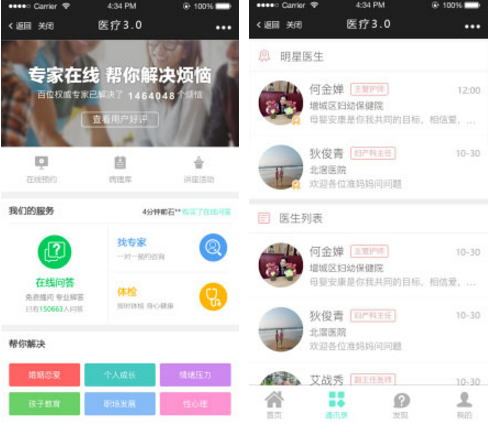 Carrier 4:34 PM 100%
返回 关闭 医疗3.0
专家在线 帮你解决烦恼
百位权威专家已解决了 1464048 个烦恼
查看用户好评
在线预约 病理库 讲座活动
我们的服务 4分钟前石** 购买了在线问答
在线问答
免费提问 专业解答
已有150663人问答
找专家
一对一预约咨询
体检
按时体检 身心健康
帮你解决
婚姻恋爱 个人成长 情绪压力
孩子教育 职场发展 性心理
Carrier 4:34 PM 100%
返回 关闭 医疗3.0
明星医生
何金婵 主管护师 12:00
增城区妇幼保健院
母婴安康是你我共同的目标，相信爱，...
狄俊青 妇产科主任 10-30
北滘医院
欢迎各位准妈妈问问题
医生列表
何金婵 主管护师 10-30
增城区妇幼保健院
母婴安康是你我共同的目标，相信爱，...
狄俊青 妇产科主任 10-30
北滘医院
欢迎各位准妈妈问问题
艾战秀 副主任医师 10-30
首页 通讯录 发现 我的